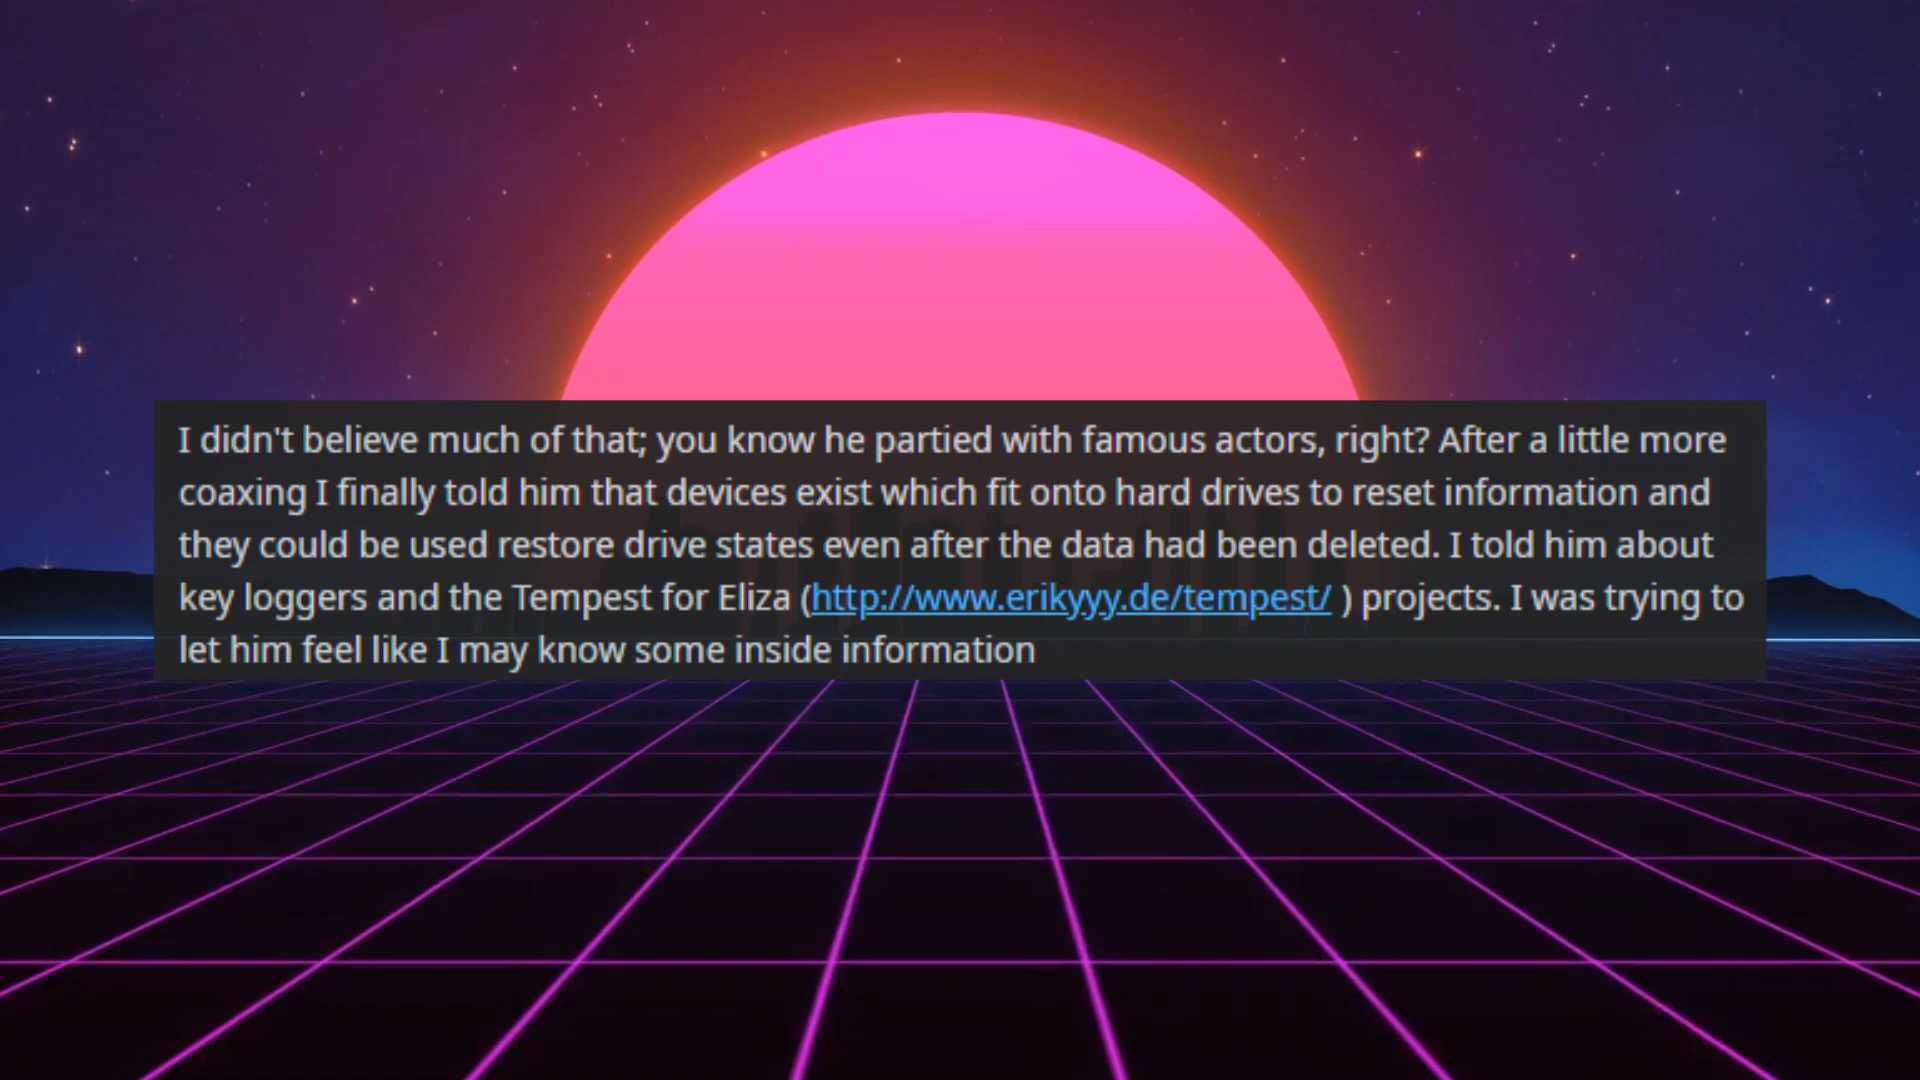 I didn't believe much of that; you know he partied with famous actors, right? After a little more
coaxing I finally told him that devices exist which fit onto hard drives to reset information and
they could be used restore drive states even after the data had been deleted. I told him about
key loggers and the Tempest for Eliza (http://www.erikyyy.de/tempest/ ) projects. I was trying to
let him feel like I may know some inside information